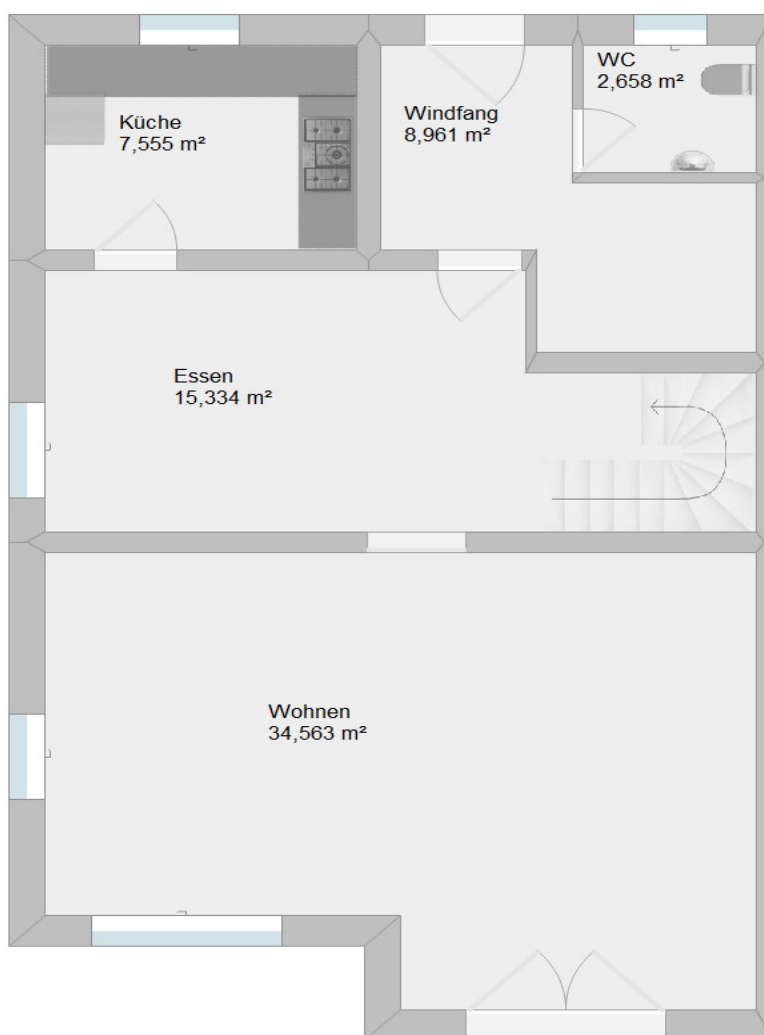 WC
2,658 m²
Küche
7,555 m²
Windfang
8,961 m²
Essen
15,334 m²
Wohnen
34,563 m²